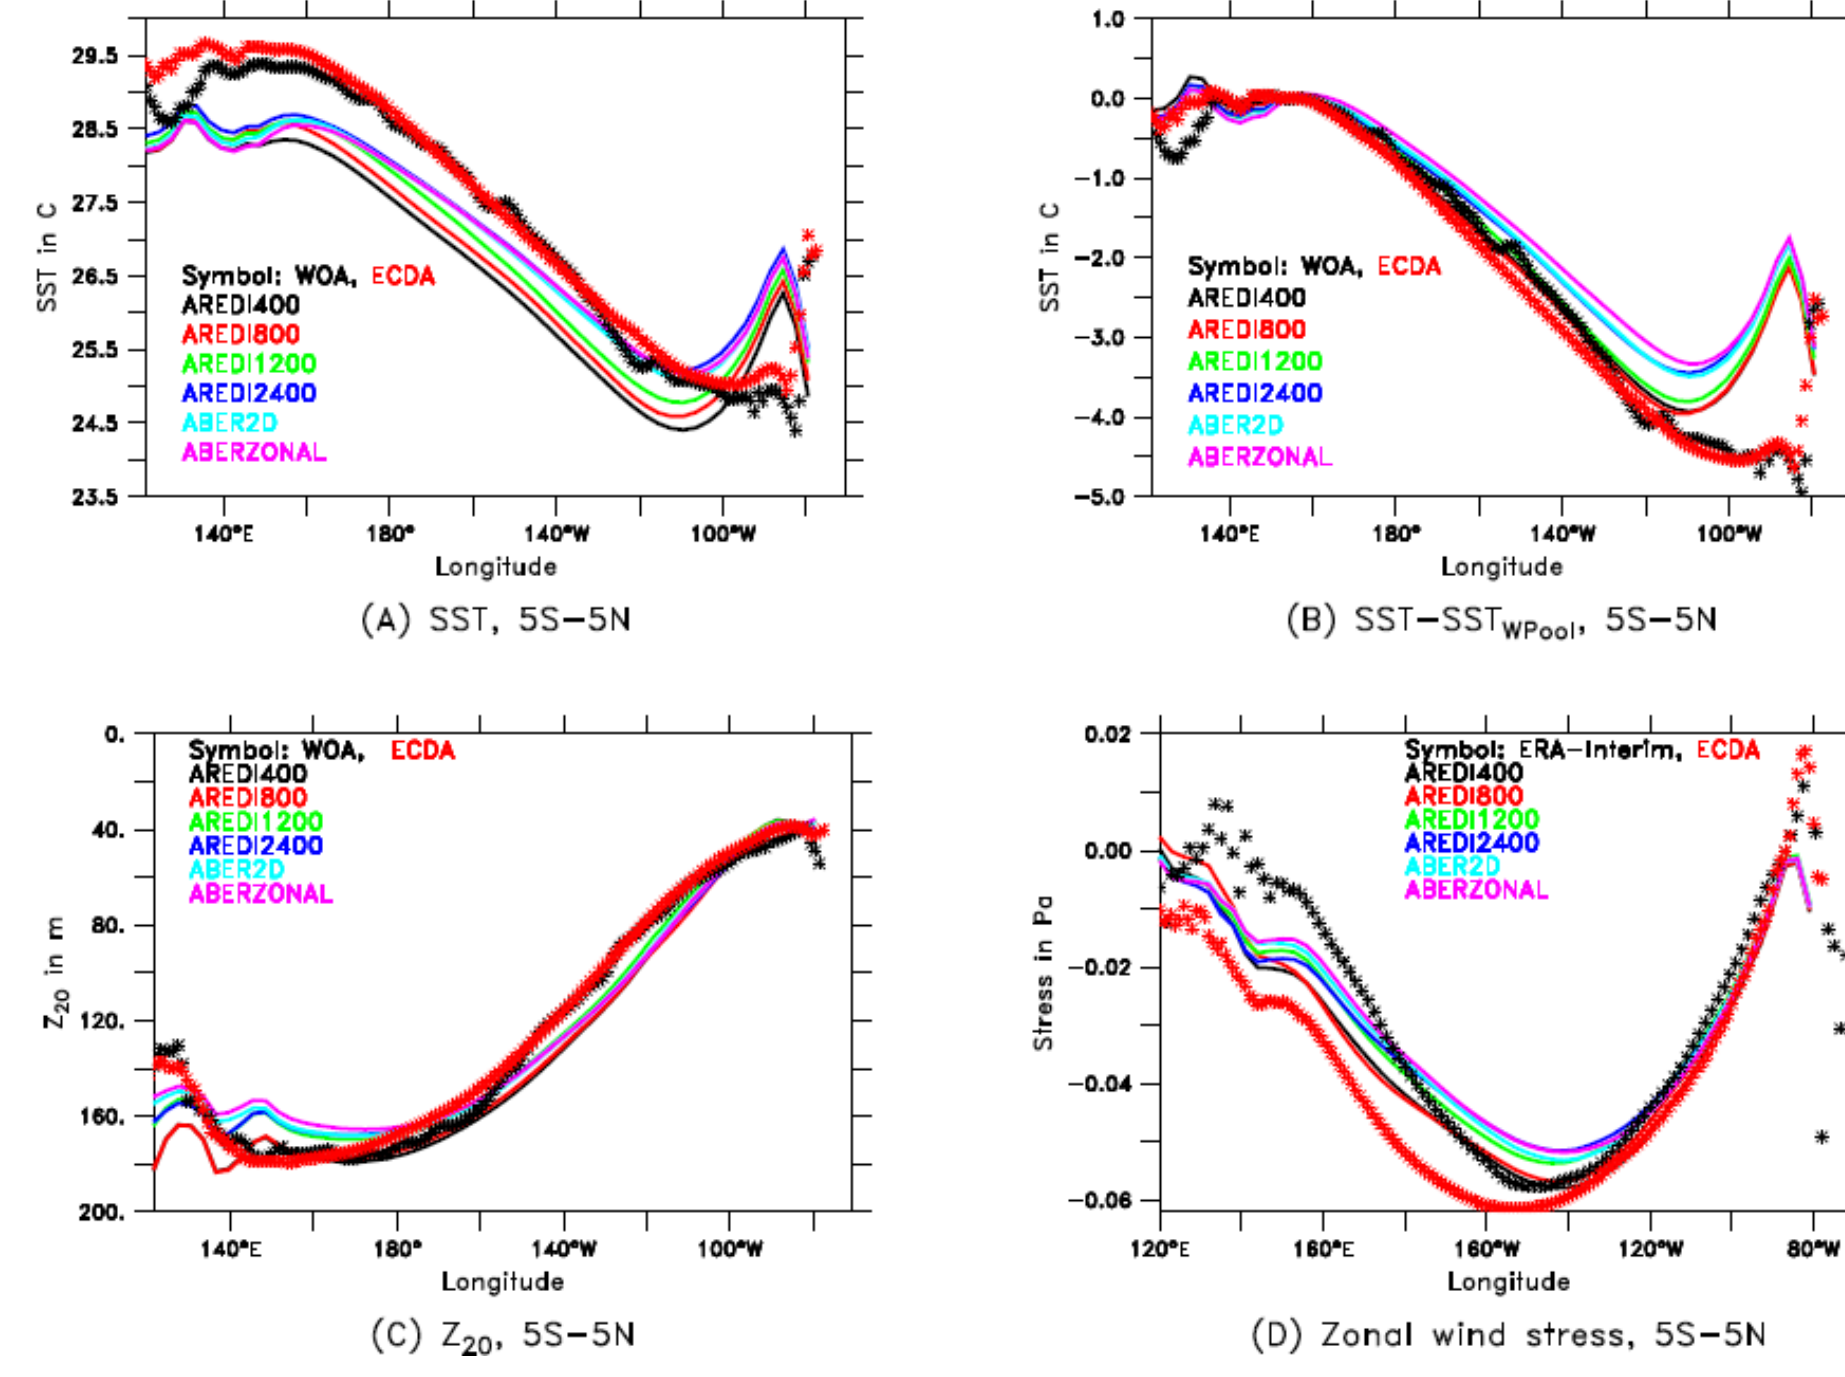 29.5
28.5
27.5
26.5
25.5
24.5
23.5
SST in C
Symbol: WOA, ECDA
AREDI400
AREDI800
AREDI1200
AREDI2400
ABER2D
ABERZONAL
140°E 180° 140°W 100°W
Longitude
(A) SST, 5S−5N
1.0
0.0
−1.0
−2.0
−3.0
−4.0
−5.0
SST in C
Symbol: WOA, ECDA
AREDI400
AREDI800
AREDI1200
AREDI2400
ABER2D
ABERZONAL
140°E 180° 140°W 100°W
Longitude
(B) SST−SST_WPool, 5S−5N
0.
40.
80.
120.
160.
200.
Z20 in m
Symbol: WOA, ECDA
AREDI400
AREDI800
AREDI1200
AREDI2400
ABER2D
ABERZONAL
140°E 180° 140°W 100°W
Longitude
(C) Z20, 5S−5N
0.02
0.00
−0.02
−0.04
−0.06
Stress in Pa
Symbol: ERA−Interim, ECDA
AREDI400
AREDI800
AREDI1200
AREDI2400
ABER2D
ABERZONAL
120°E 160°E 160°W 120°W 80°W
Longitude
(D) Zonal wind stress, 5S−5N